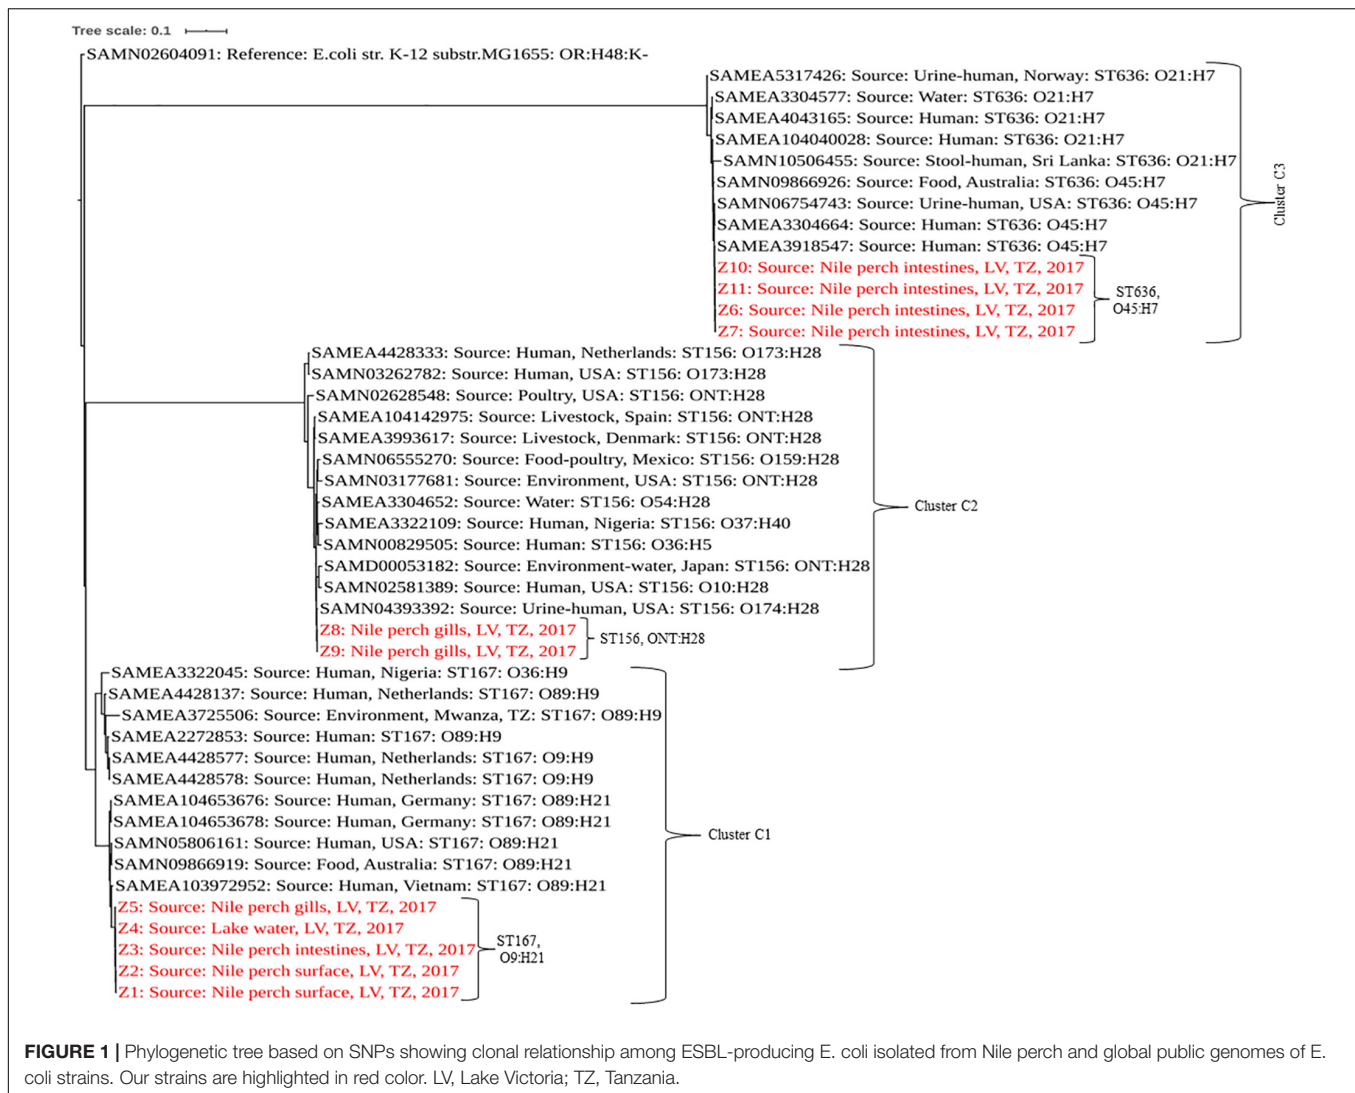 Tree scale: 0.1
SAMN02604091: Reference: E.coli str. K-12 substr.MG1655: OR:H48:K-
SAMEA5317426: Source: Urine-human, Norway: ST636: O21:H7
SAMEA3304577: Source: Water: ST636: O21:H7
SAMEA4043165: Source: Human: ST636: O21:H7
SAMEA104040028: Source: Human: ST636: O21:H7
SAMN10506455: Source: Stool-human, Sri Lanka: ST636: O21:H7
SAMN09866926: Source: Food, Australia: ST636: O45:H7
SAMN06754743: Source: Urine-human, USA: ST636: O45:H7
SAMEA3304664: Source: Human: ST636: O45:H7
SAMEA3918547: Source: Human: ST636: O45:H7
Z10: Source: Nile perch intestines, LV, TZ, 2017
Z11: Source: Nile perch intestines, LV, TZ, 2017
Z6: Source: Nile perch intestines, LV, TZ, 2017
Z7: Source: Nile perch intestines, LV, TZ, 2017
ST636,
O45:H7
Cluster C3
SAMEA4428333: Source: Human, Netherlands: ST156: O173:H28
SAMN03262782: Source: Human, USA: ST156: O173:H28
SAMN02628548: Source: Poultry, USA: ST156: ONT:H28
SAMEA104142975: Source: Livestock, Spain: ST156: ONT:H28
SAMEA3993617: Source: Livestock, Denmark: ST156: ONT:H28
SAMN06555270: Source: Food-poultry, Mexico: ST156: O159:H28
SAMN03177681: Source: Environment, USA: ST156: ONT:H28
SAMEA3304652: Source: Water: ST156: O54:H28
SAMEA3322109: Source: Human, Nigeria: ST156: O37:H40
SAMN00829505: Source: Human: ST156: O36:H5
SAMD00053182: Source: Environment-water, Japan: ST156: ONT:H28
SAMN02581389: Source: Human, USA: ST156: O10:H28
SAMN04393392: Source: Urine-human, USA: ST156: O174:H28
Z8: Nile perch gills, LV, TZ, 2017
Z9: Nile perch gills, LV, TZ, 2017
ST156, ONT:H28
Cluster C2
SAMEA3322045: Source: Human, Nigeria: ST167: O36:H9
SAMEA4428137: Source: Human, Netherlands: ST167: O89:H9
SAMEA3725506: Source: Environment, Mwanza, TZ: ST167: O89:H9
SAMEA2272853: Source: Human: ST167: O89:H9
SAMEA4428577: Source: Human, Netherlands: ST167: O9:H9
SAMEA4428578: Source: Human, Netherlands: ST167: O9:H9
SAMEA104653676: Source: Human, Germany: ST167: O89:H21
SAMEA104653678: Source: Human, Germany: ST167: O89:H21
SAMN05806161: Source: Human, USA: ST167: O89:H21
SAMN09866919: Source: Food, Australia: ST167: O89:H21
SAMEA103972952: Source: Human, Vietnam: ST167: O89:H21
Z5: Source: Nile perch gills, LV, TZ, 2017
Z4: Source: Lake water, LV, TZ, 2017
Z3: Source: Nile perch intestines, LV, TZ, 2017
Z2: Source: Nile perch surface, LV, TZ, 2017
Z1: Source: Nile perch surface, LV, TZ, 2017
ST167,
O9:H21
Cluster C1
FIGURE 1 | Phylogenetic tree based on SNPs showing clonal relationship among ESBL-producing E. coli isolated from Nile perch and global public genomes of E.
coli strains. Our strains are highlighted in red color. LV, Lake Victoria; TZ, Tanzania.